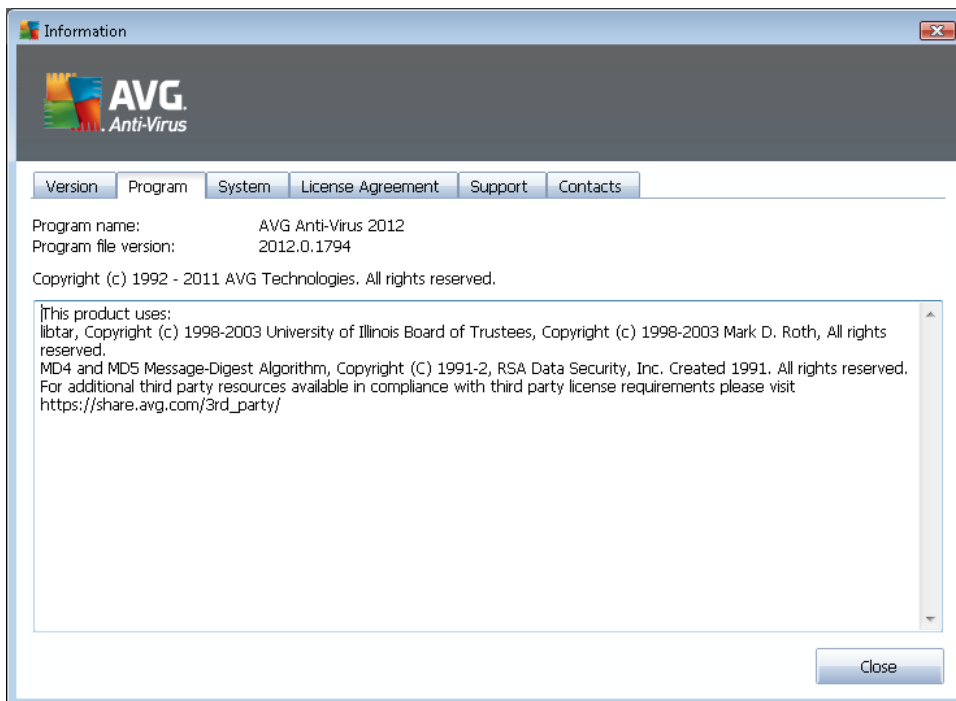 Information
AVG.
Anti-Virus
Version Program System License Agreement Support Contacts
Program name: AVG Anti-Virus 2012
Program file version: 2012.0.1794
Copyright (c) 1992 - 2011 AVG Technologies. All rights reserved.
This product uses:
libtar, Copyright (c) 1998-2003 University of Illinois Board of Trustees, Copyright (c) 1998-2003 Mark D. Roth, All rights
reserved.
MD4 and MD5 Message-Digest Algorithm, Copyright (C) 1991-2, RSA Data Security, Inc. Created 1991. All rights reserved.
For additional third party resources available in compliance with third party license requirements please visit
https://share.avg.com/3rd_party/
Close